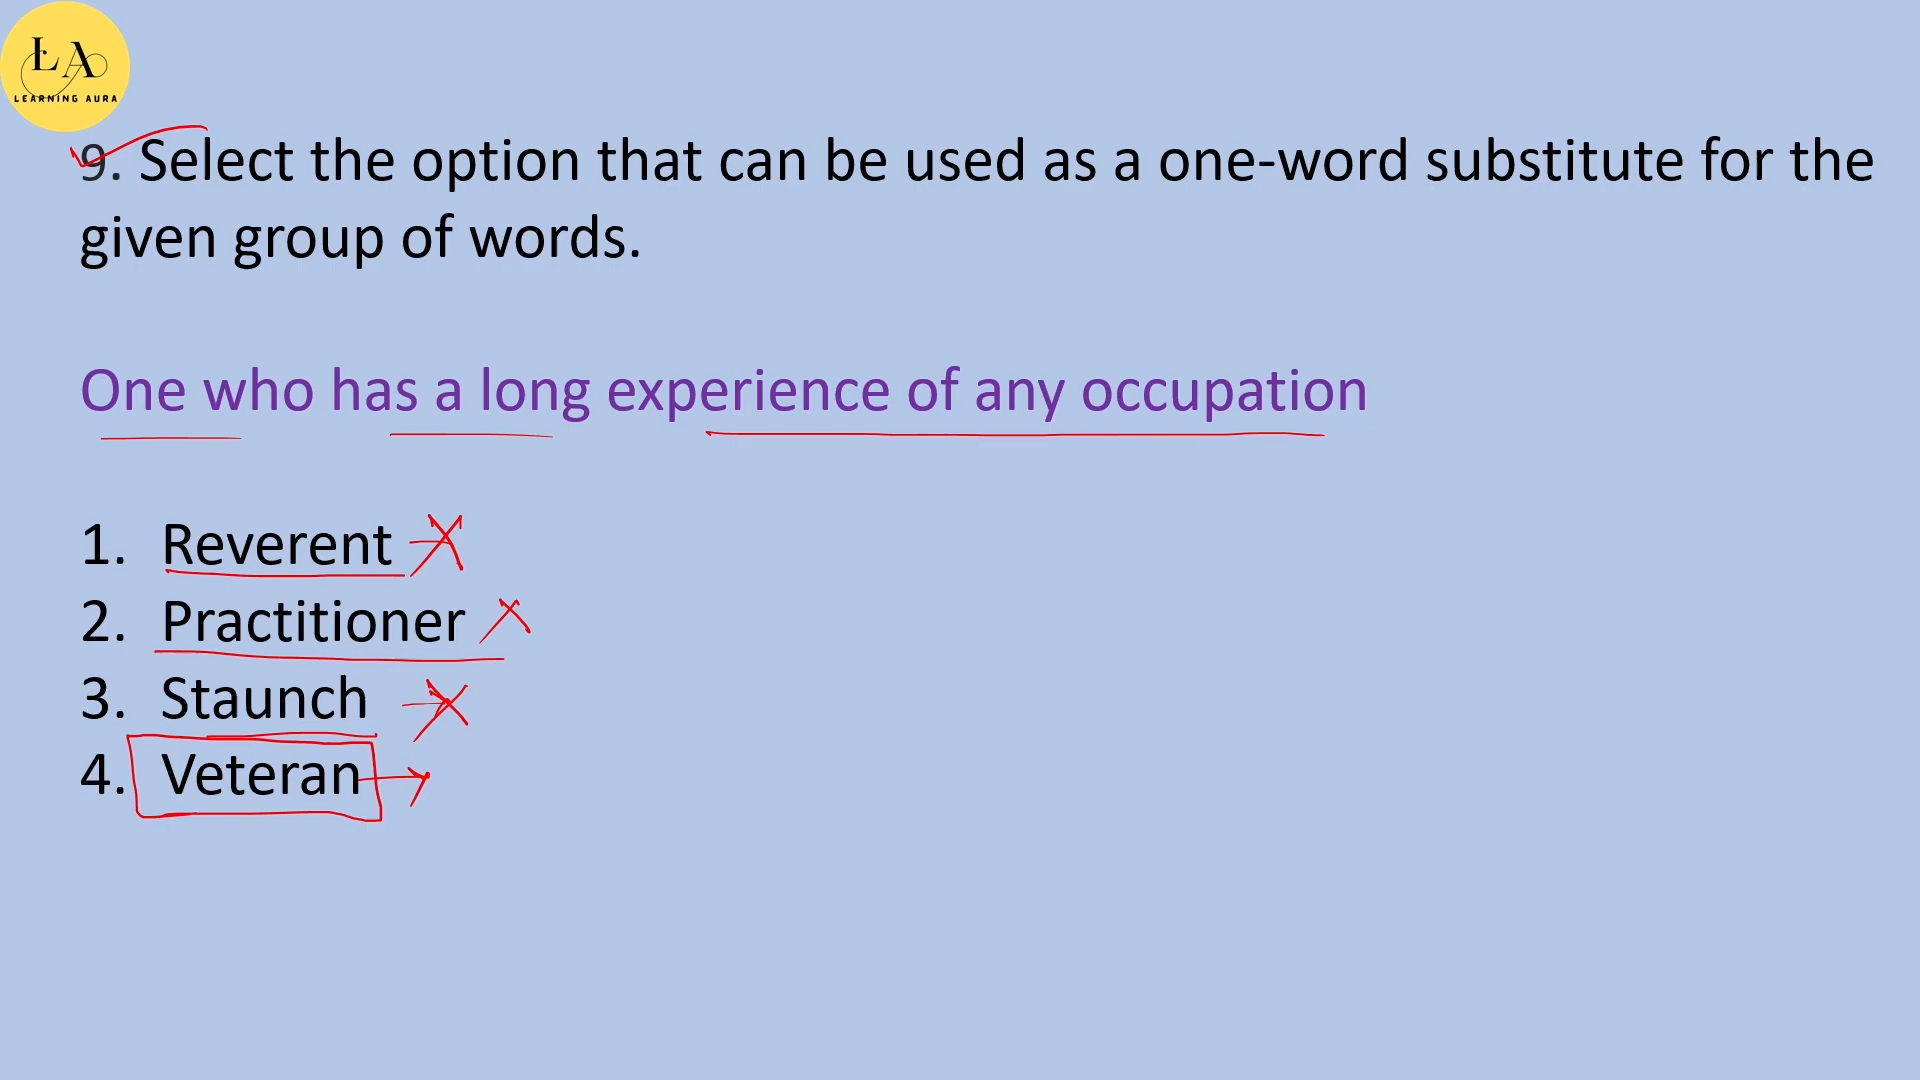 LA
LEARNING AURA
9. Select the option that can be used as a one-word substitute for the
given group of words.
One who has a long experience of any occupation
1. Reverent
2. Practitioner
3. Staunch
4. Veteran